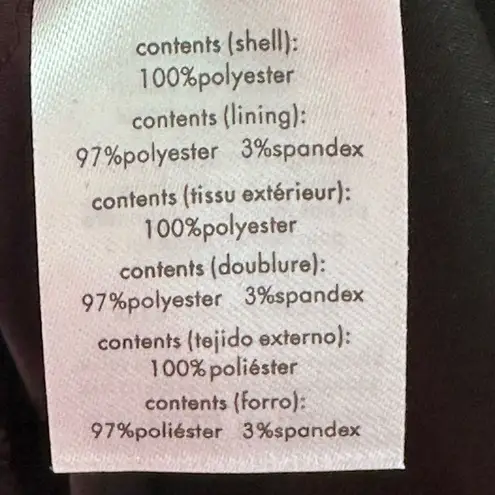 contents (shell):
100%polyester
contents (lining):
97%polyester 3%spandex
contents (tissu extérieur):
100%polyester
contents (doublure):
97%polyester 3%spandex
contents (tejido externo):
100%poliéster
contents (forro):
97%poliéster 3%spandex